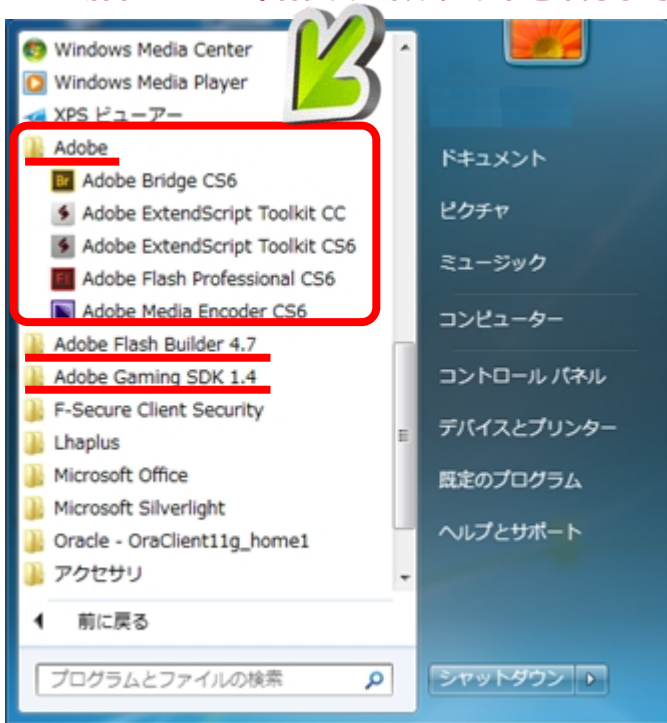 Windows Media Center
Windows Media Player
XPS ビューアー
Adobe
Br Adobe Bridge CS6
Adobe ExtendScript Toolkit CC
Adobe ExtendScript Toolkit CS6
Fl Adobe Flash Professional CS6
Adobe Media Encoder CS6
Adobe Flash Builder 4.7
Adobe Gaming SDK 1.4
F-Secure Client Security
Lhaplus
Microsoft Office
Microsoft Silverlight
Oracle - OraClient11g_home1
アクセサリ
前に戻る
プログラムとファイルの検索
ドキュメント
ピクチャ
ミュージック
コンピューター
コントロール パネル
デバイスとプリンター
既定のプログラム
ヘルプとサポート
シャットダウン